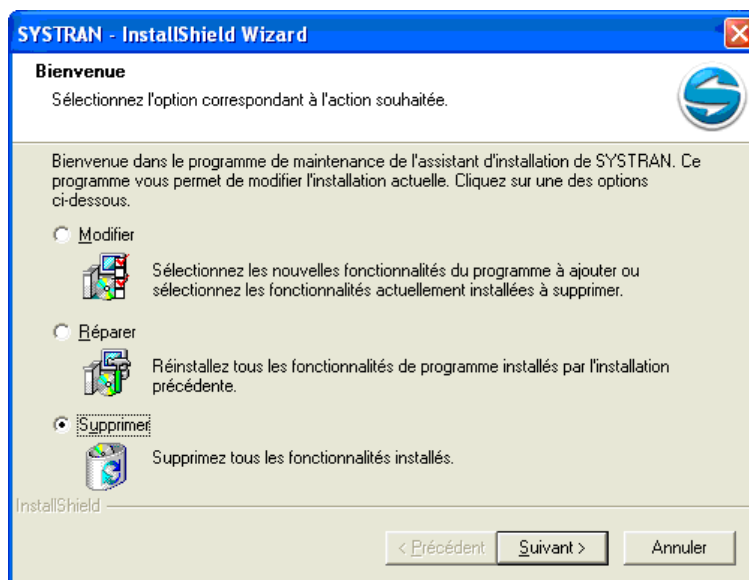 SYSTRAN - InstallShield Wizard
Bienvenue
Sélectionnez l'option correspondant à l'action souhaitée.
Bienvenue dans le programme de maintenance de l'assistant d'installation de SYSTRAN. Ce
programme vous permet de modifier l'installation actuelle. Cliquez sur une des options
ci-dessous.
Modifier
Sélectionnez les nouvelles fonctionnalités du programme à ajouter ou
sélectionnez les fonctionnalités actuellement installées à supprimer.
Réparer
Réinstallez tous les fonctionnalités de programme installés par l'installation
précédente.
Supprimer
Supprimez tous les fonctionnalités installés.
InstallShield
< Précédent Suivant > Annuler